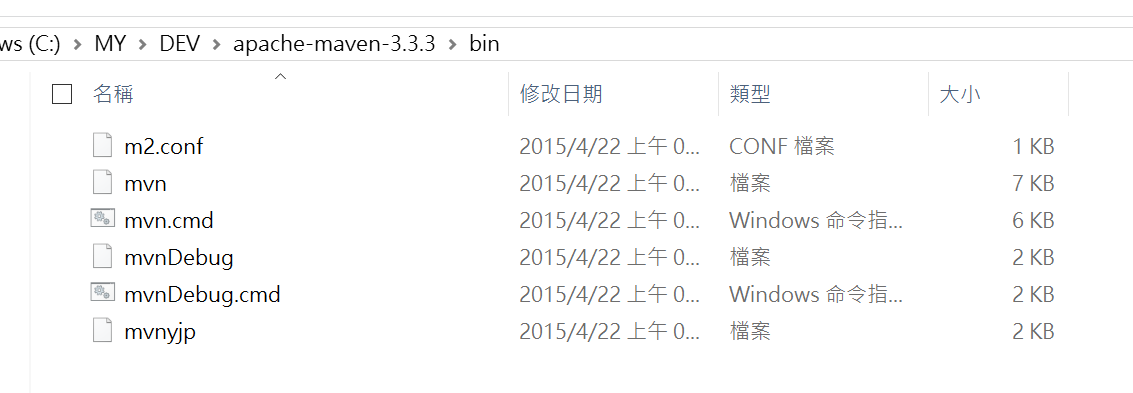 ws (C:) > MY > DEV > apache-maven-3.3.3 > bin
名稱 修改日期 類型 大小
m2.conf 2015/4/22 上午 0... CONF 檔案 1 KB
mvn 2015/4/22 上午 0... 檔案 7 KB
mvn.cmd 2015/4/22 上午 0... Windows 命令指... 6 KB
mvnDebug 2015/4/22 上午 0... 檔案 2 KB
mvnDebug.cmd 2015/4/22 上午 0... Windows 命令指... 2 KB
mvnyjp 2015/4/22 上午 0... 檔案 2 KB